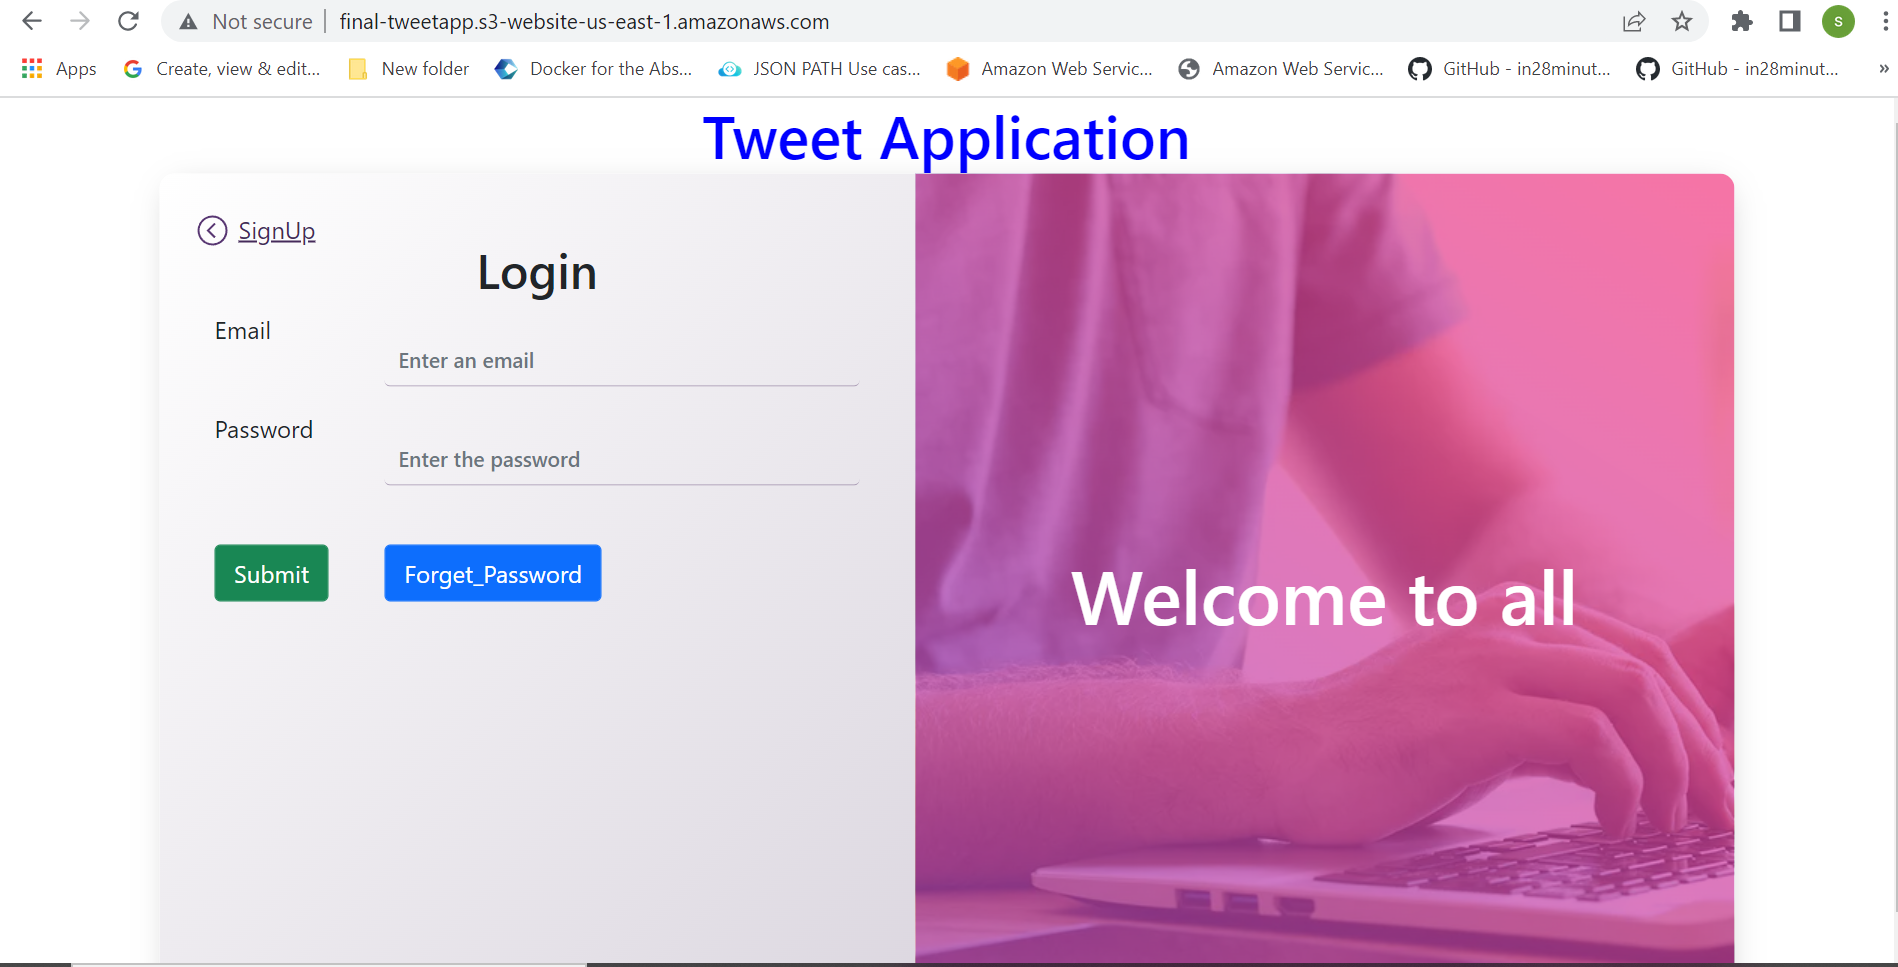 Not secure
final-tweetapp.s3-website-us-east-1.amazonaws.com
S
Apps
Create, view & edit...
New folder
Docker for the Abs...
JSON PATH Use cas...
Amazon Web Servic...
Amazon Web Servic...
GitHub - in28minut...
GitHub - in28minut...
»
Tweet Application
SignUp
Login
Email
Enter an email
Password
Enter the password
Submit
Forget_Password
Welcome to all